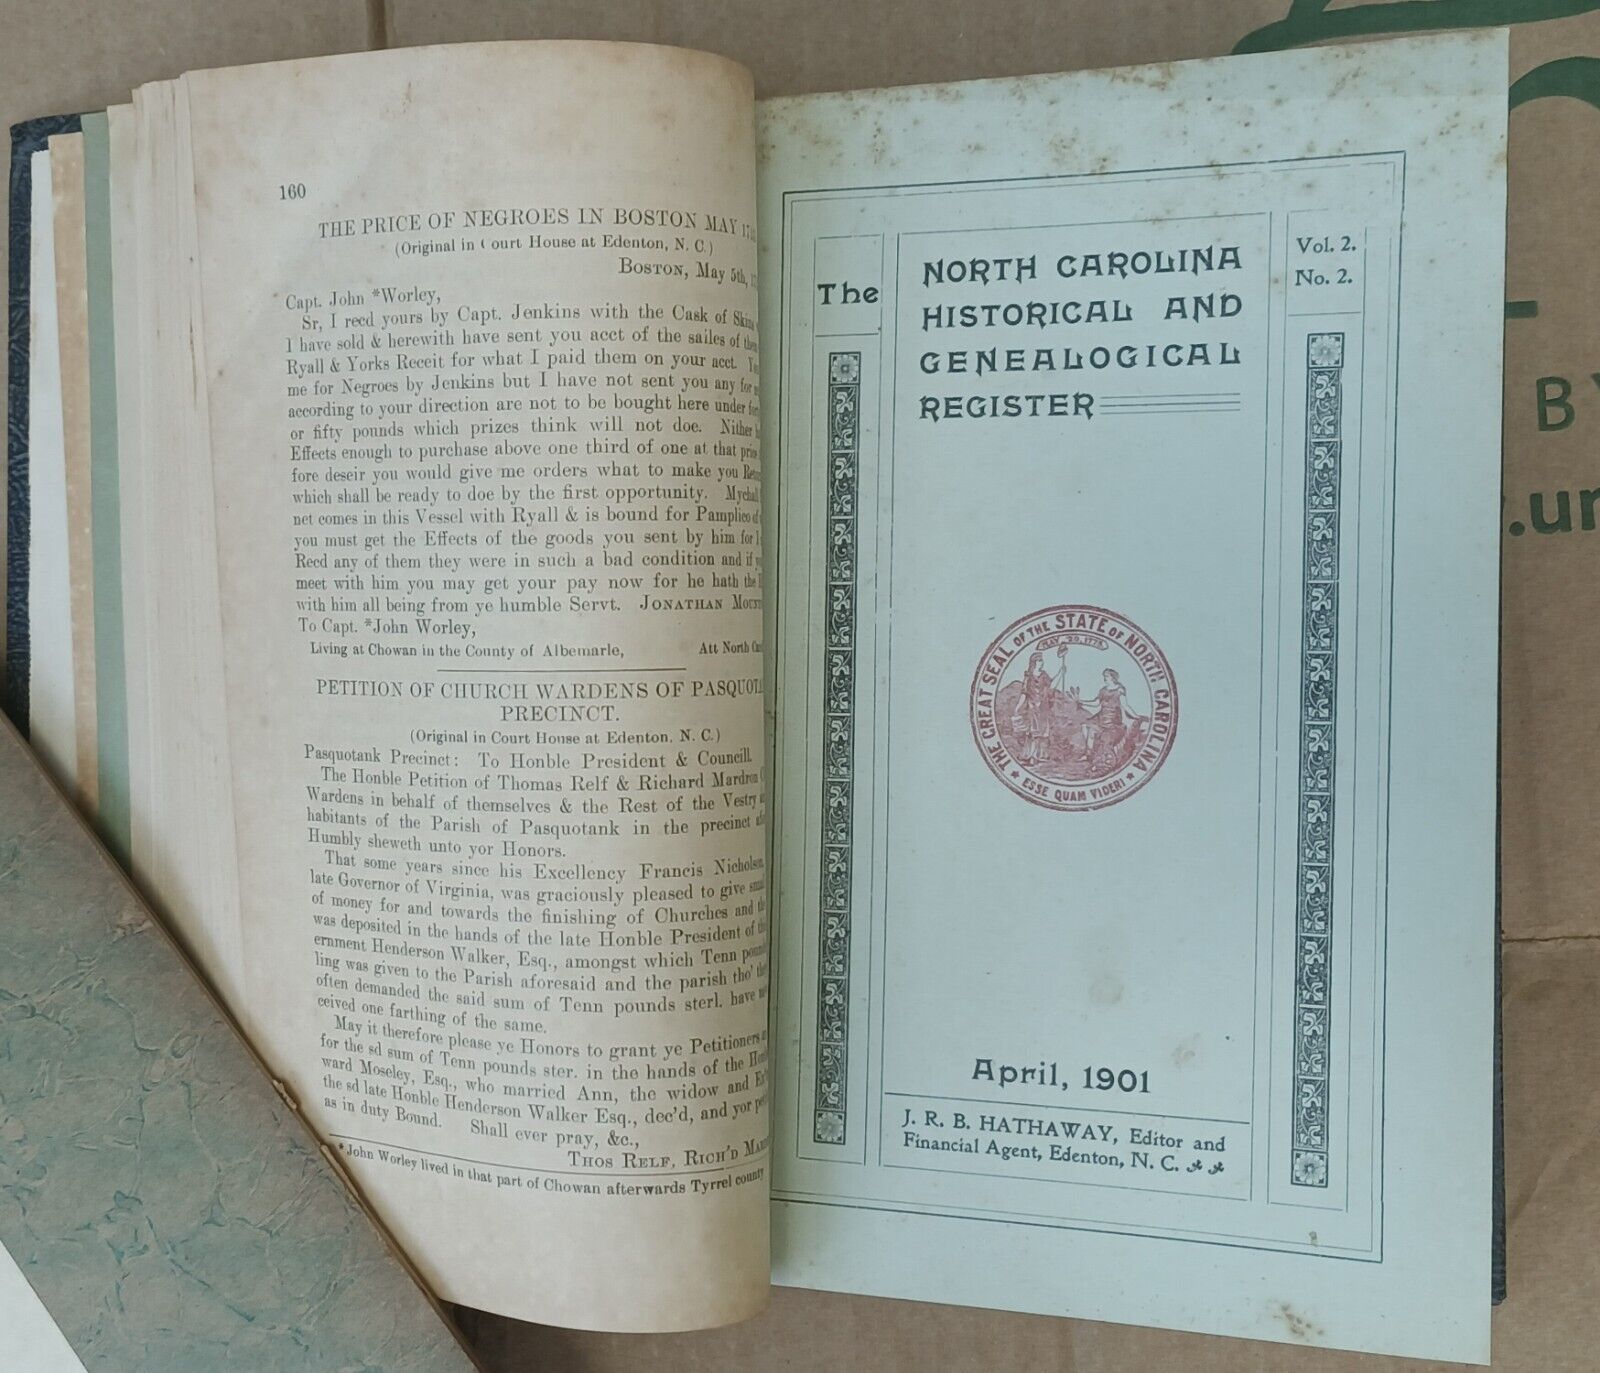 160
THE PRICE OF NEGROES IN BOSTON MAY
(Original in Court House at Edenton, N. C.)
BOSTON, May 5th,
Capt. John *Worley,
Sr, I recd yours by Capt. Jenkins with the Cask of Skins
I have sold & herewith have sent you acct of the sailes of them
Ryall & Yorks Receit for what I paid them on your acct.
me for Negroes by Jenkins but I have not sent you any for
according to your direction are not to be bought here under
or fifty pounds which prizes think will not doe. Nither
Effects enough to purchase above one third of one at that price
fore deseir you would give me orders what to make you
which shall be ready to doe by the first opportunity.
net comes in this Vessel with Ryall & is bound for Pamplico
you must get the Effects of the goods you sent by him for
Recd any of them they were in such a bad condition and if
meet with him you may get your pay now for he hath the
with him all being from ye humble Servt. JONATHAN
To Capt. *John Worley,
Living at Chowan in the County of Albemarle, Att North
PETITION OF CHURCH WARDENS OF
PRECINCT.
(Original in Court House at Edenton, N. C.)
Pasquotank Precinct: To Honble President & Councill.
The Honble Petition of Thomas Relf & Richard Mardron
Wardens in behalf of themselves & the Rest of the Vestry
habitants of the Parish of Pasquotank in the precinct
Humbly sheweth unto yor Honors.
That some years since his Excellency Francis Nicholson,
late Governor of Virginia, was graciously pleased to give
of money for and towards the finishing of Churches and
was deposited in the hands of the late Honble President of
ernment Henderson Walker, Esq., amongst which Tenn
ling was given to the Parish aforesaid and the parish tho'
often demanded the said sum of Tenn pounds sterl. have
ceived one farthing of the same.
May it therefore please ye Honors to grant ye Petitioners
for the sd sum of Tenn pounds ster. in the hands of the
ward Moseley, Esq., who married Ann, the widow and
the sd late Honble Henderson Walker Esq., dec'd, and yor
as in duty Bound. Shall ever pray, &c.,
THOS RELF, RICH'D
*John Worley lived in that part of Chowan afterwards Tyrrel county
The
NORTH CAROLINA
HISTORICAL AND
GENEALOGICAL
REGISTER
Vol. 2.
No. 2.
THE GREAT SEAL OF THE STATE OF NORTH CAROLINA
MAY 20, 1775
ESSE QUAM VIDERI
April, 1901
J. R. B. HATHAWAY, Editor and
Financial Agent, Edenton, N. C.
BY
.un